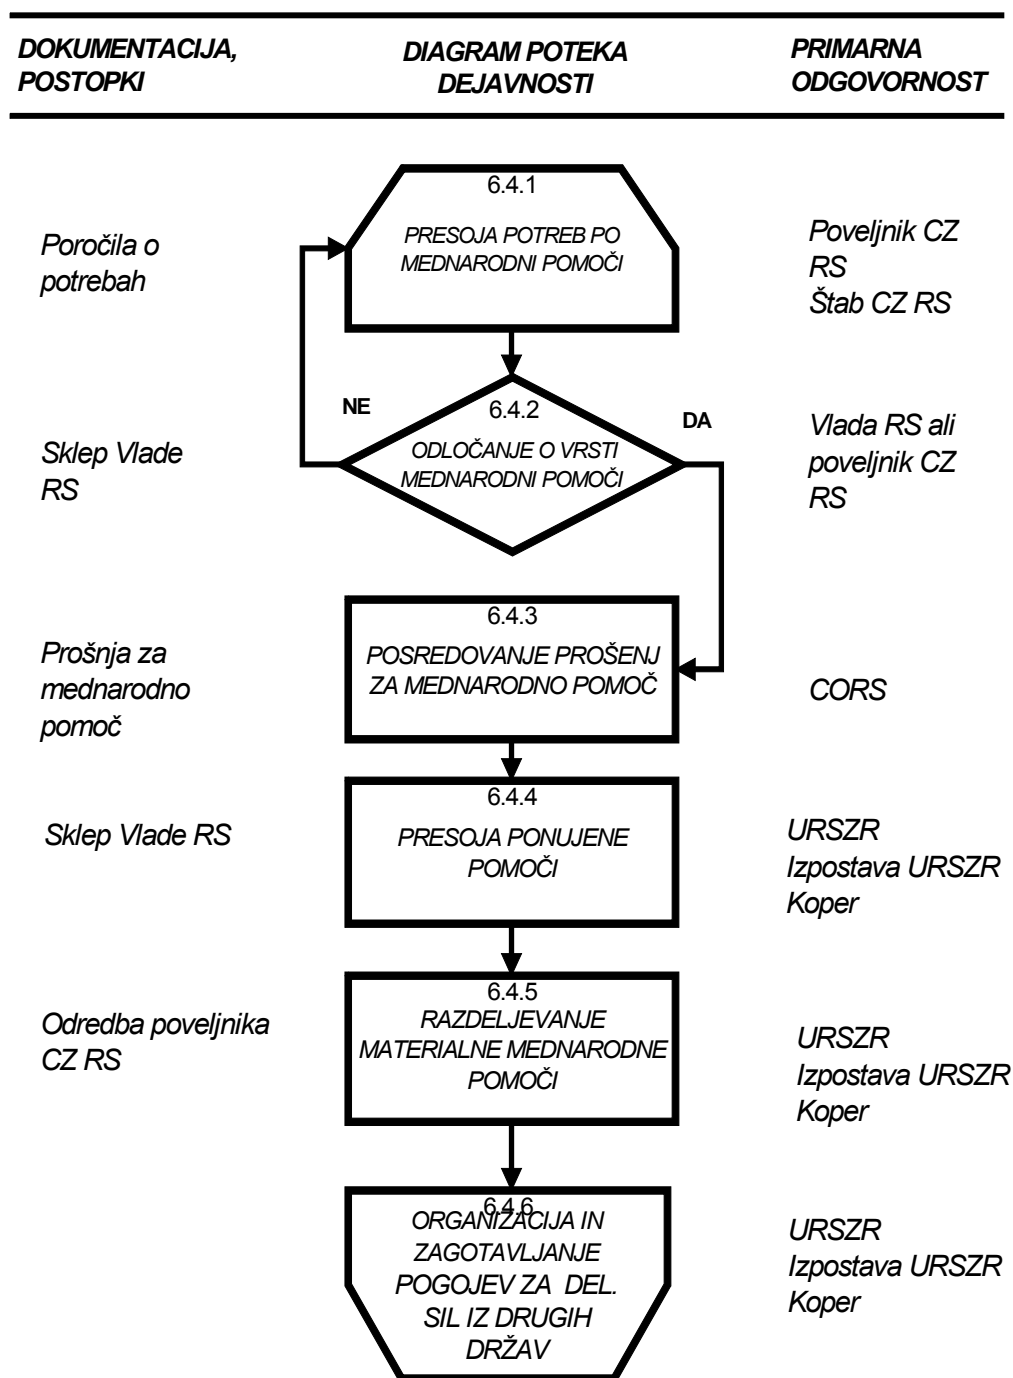 DOKUMENTACIJA,
POSTOPKI
DIAGRAM POTEKA
DEJAVNOSTI
PRIMARNA
ODGOVORNOST
Poročila o
potrebah
6.4.1
PRESOJA POTREB PO
MEDNARODNI POMOČI
Poveljnik CZ
RS
Štab CZ RS
Sklep Vlade
RS
NE
6.4.2
ODLOČANJE O VRSTI
MEDNARODNI POMOČI
DA
Vlada RS ali
poveljnik CZ
RS
Prošnja za
mednarodno
pomoč
6.4.3
POSREDOVANJE PROŠENJ
ZA MEDNARODNO POMOČ
CORS
Sklep Vlade RS
6.4.4
PRESOJA PONUJENE
POMOČI
URSZR
Izpostava URSZR
Koper
Odredba poveljnika
CZ RS
6.4.5
RAZDELJEVANJE
MATERIALNE MEDNARODNE
POMOČI
URSZR
Izpostava URSZR
Koper
6.4.6
ORGANIZACIJA IN
ZAGOTAVLJANJE
POGOJEV ZA DEL.
SIL IZ DRUGIH
DRŽAV
URSZR
Izpostava URSZR
Koper